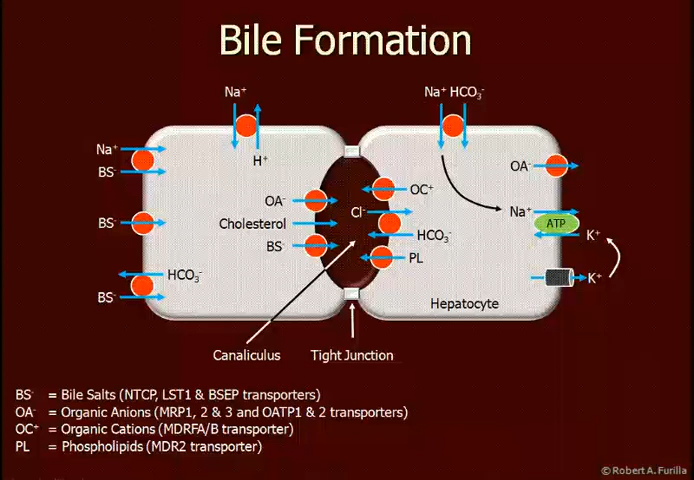 Bile Formation
Na⁺
Na⁺ HCO₃⁻
Na⁺
BS⁻
H⁺
OA⁻
OA⁻
OC⁺
BS⁻
Cholesterol
Cl⁻
Na⁺
ATP
BS⁻
HCO₃⁻
K⁺
PL
HCO₃⁻
K⁺
BS⁻
Hepatocyte
Canaliculus
Tight Junction
BS⁻ = Bile Salts (NTCP, LST1 & BSEP transporters)
OA⁻ = Organic Anions (MRP1, 2 & 3 and OATP1 & 2 transporters)
OC⁺ = Organic Cations (MDRFA/B transporter)
PL = Phospholipids (MDR2 transporter)
© Robert A. Furilla